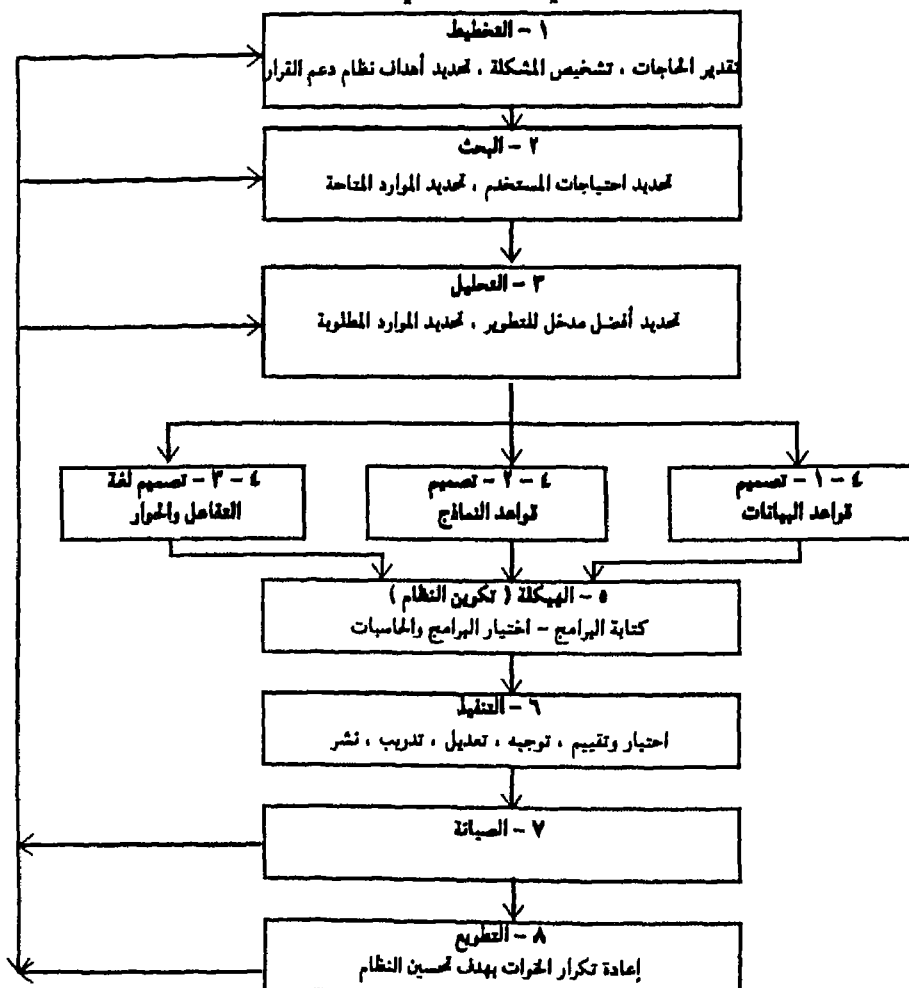 ١ – التخطيط
تقدير الحاجات ، تشخيص المشكلة ، تحديد أهداف نظام دعم القرار
٢ – البحث
تحديد احتياجات المستخدم ، تحديد الموارد المتاحة
٣ – التحليل
تحديد أفضل مدخل للتطوير ، تحديد الموارد المطلوبة
٤ – ١ – تصميم
قواعد البيانات
٤ – ٢ – تصميم
قواعد النماذج
٤ – ٣ – تصميم لغة
التفاعل والحوار
٥ – الهيكلة ( تكوين النظام )
كتابة البرامج – اختيار البرامج والحاسبات
٦ – التنفيذ
اختبار وتقييم ، توجيه ، تعديل ، تدريب ، نشر
٧ – الصيانة
٨ – التطويع
إعادة تكرار الخوات بهدف تحسين النظام